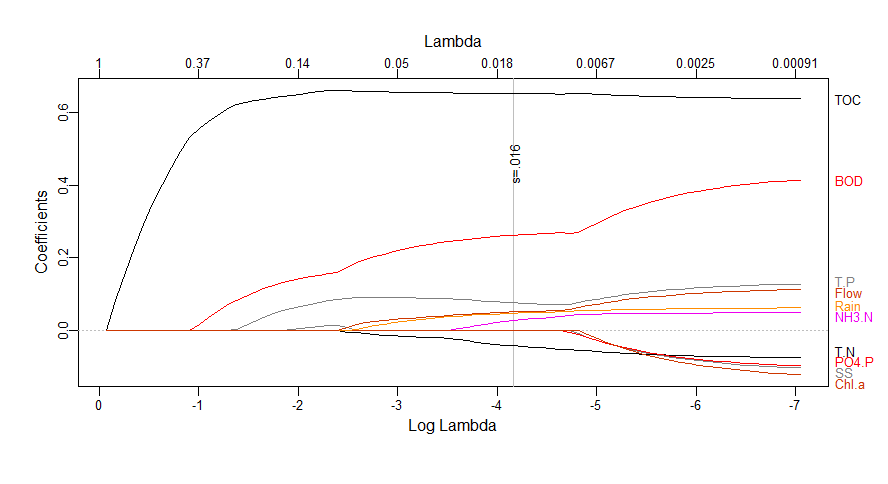 Lambda
1 0.37 0.14 0.05 0.018 0.0067 0.0025 0.00091
TOC
0.6
s=.016
BOD
0.4
Coefficients
0.2
T.P
Flow
Rain
NH3.N
0.0
T.N
PO4.P
SS
Chl.a
0 -1 -2 -3 -4 -5 -6 -7
Log Lambda